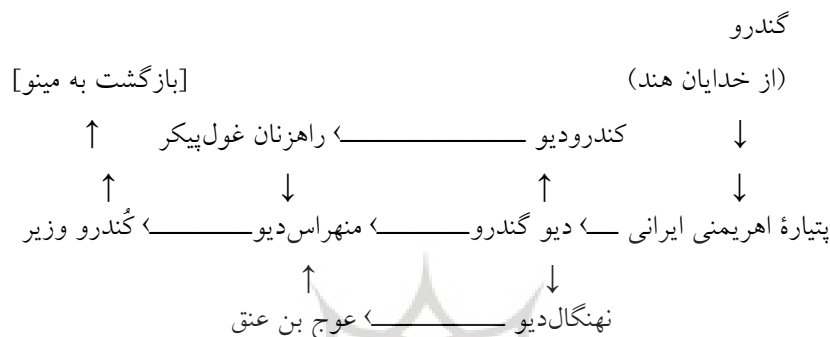 گندرو
(از خدایان هند) [بازگشت به مینو]
↓ کندرودیو ————› راهزنان غول‌پیکر ↑
↓ ↑ ↓ ↑
پتیارهٔ اهریمنی ایرانی —› دیو گندرو————› منهراس‌دیو————› کُندرو وزیر
↓ ↑
نهنگال‌دیو ————› عوج بن عنق